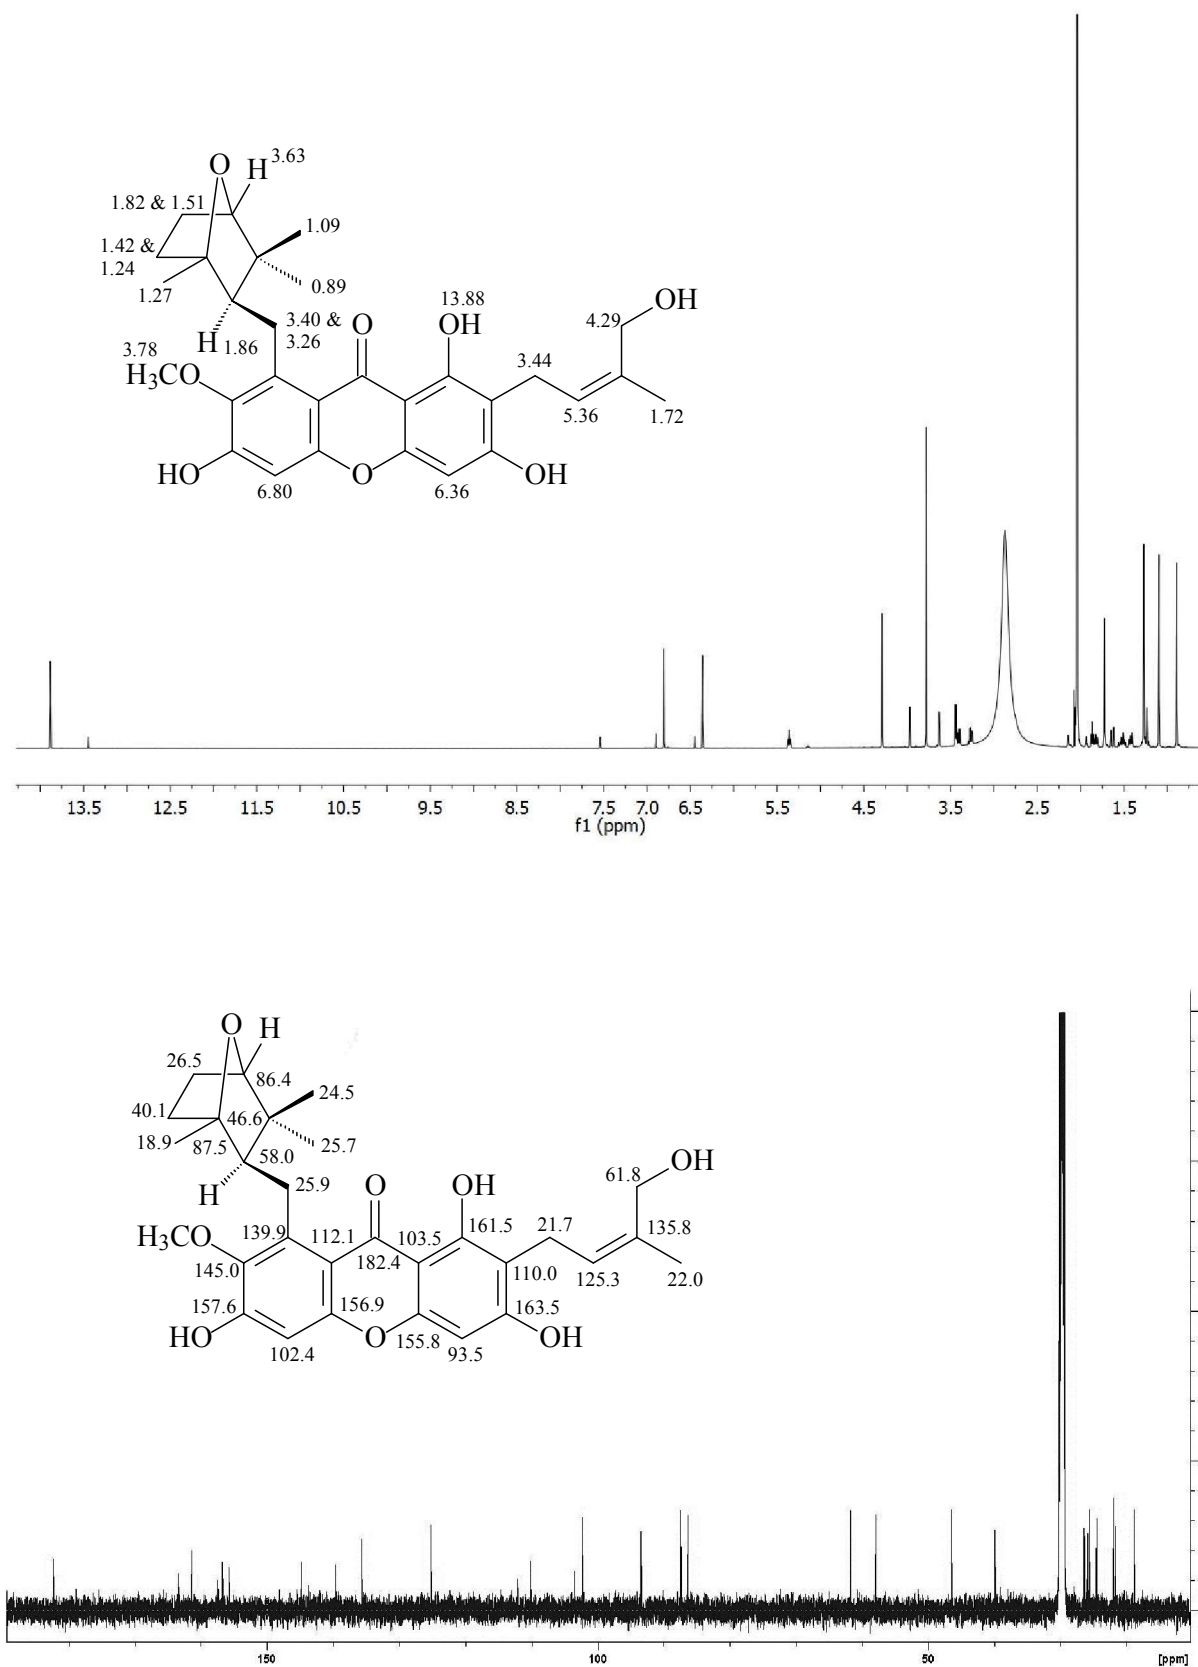 O
H 3.63
1.82 & 1.51
1.09
1.42 &
1.24
1.27
0.89
H 1.86
3.40 &
3.26
O
13.88
OH
4.29
OH
3.78
H₃CO
3.44
5.36
1.72
HO
6.80
O
6.36
OH
13.5 12.5 11.5 10.5 9.5 8.5 7.5 7.0 6.5 5.5 4.5 3.5 2.5 1.5
f1 (ppm)
O
H
26.5
86.4
24.5
40.1
46.6
18.9
87.5
25.7
58.0
H
25.9
O
OH
61.8
OH
H₃CO
139.9
112.1
103.5
161.5
21.7
135.8
145.0
182.4
110.0
125.3
22.0
157.6
156.9
163.5
HO
102.4
O
155.8
93.5
OH
150 100 50 [ppm]